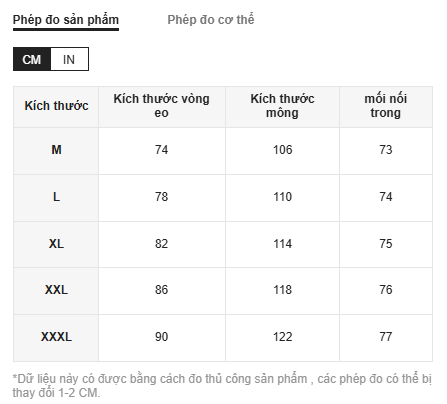 Phép đo sản phẩm Phép đo cơ thể
CM IN
Kích thước Kích thước vòng eo Kích thước mông mối nối trong
M 74 106 73
L 78 110 74
XL 82 114 75
XXL 86 118 76
XXXL 90 122 77
*Dữ liệu này có được bằng cách đo thủ công sản phẩm , các phép đo có thể bị
thay đổi 1-2 CM.